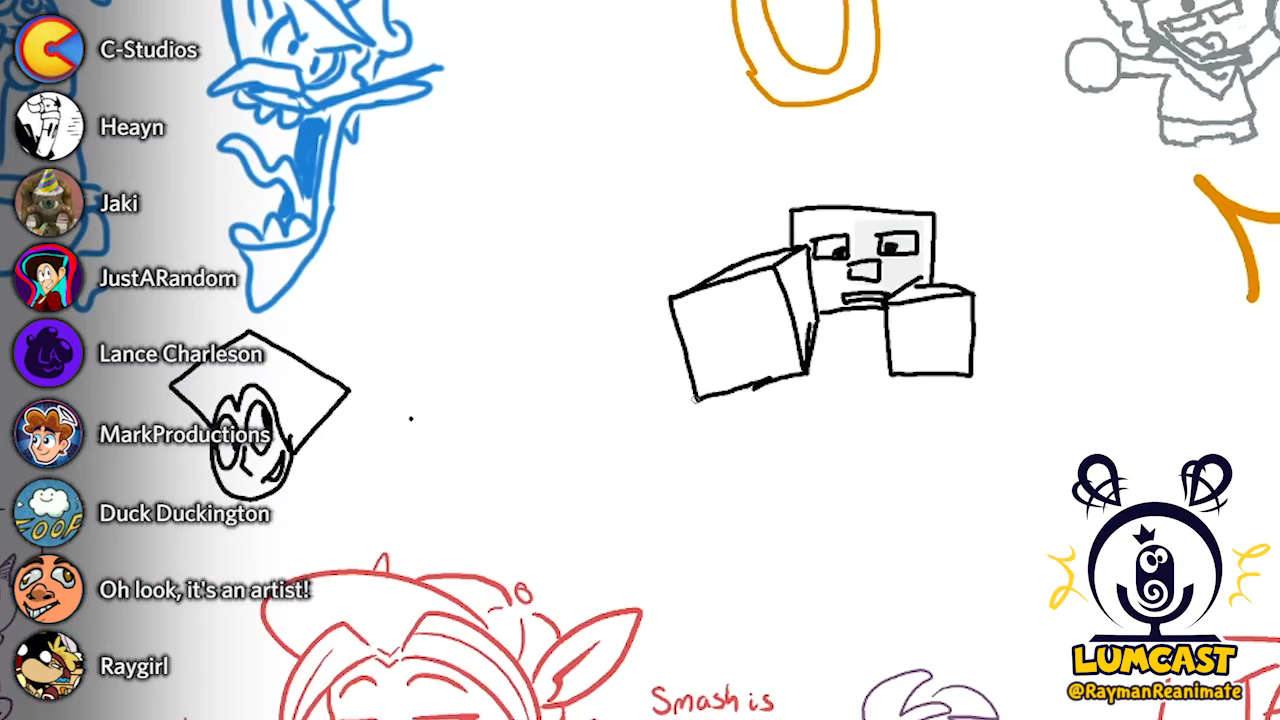 C-Studios
Heayn
Jaki
JustARandom
Lance Charleson
MarkProductions
Duck Duckington
FOOP
Oh look, it's an artist!
Raygirl
Smash is
LUMCAST
@RaymanReanimate